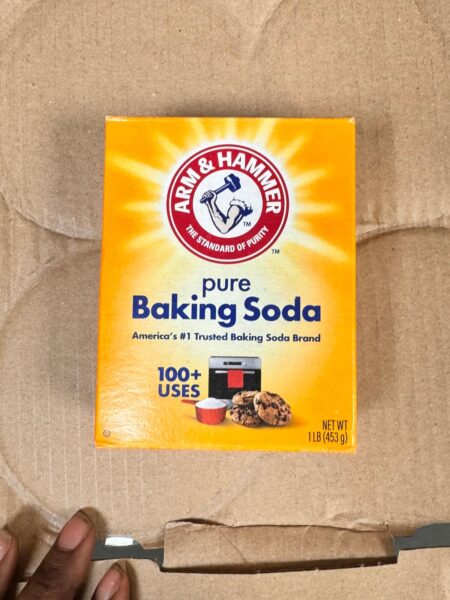 ARM & HAMMER
THE STANDARD OF PURITY
TM
TM
pure
Baking Soda
America's #1 Trusted Baking Soda Brand
100+
USES
NET WT
1 LB (453 g)